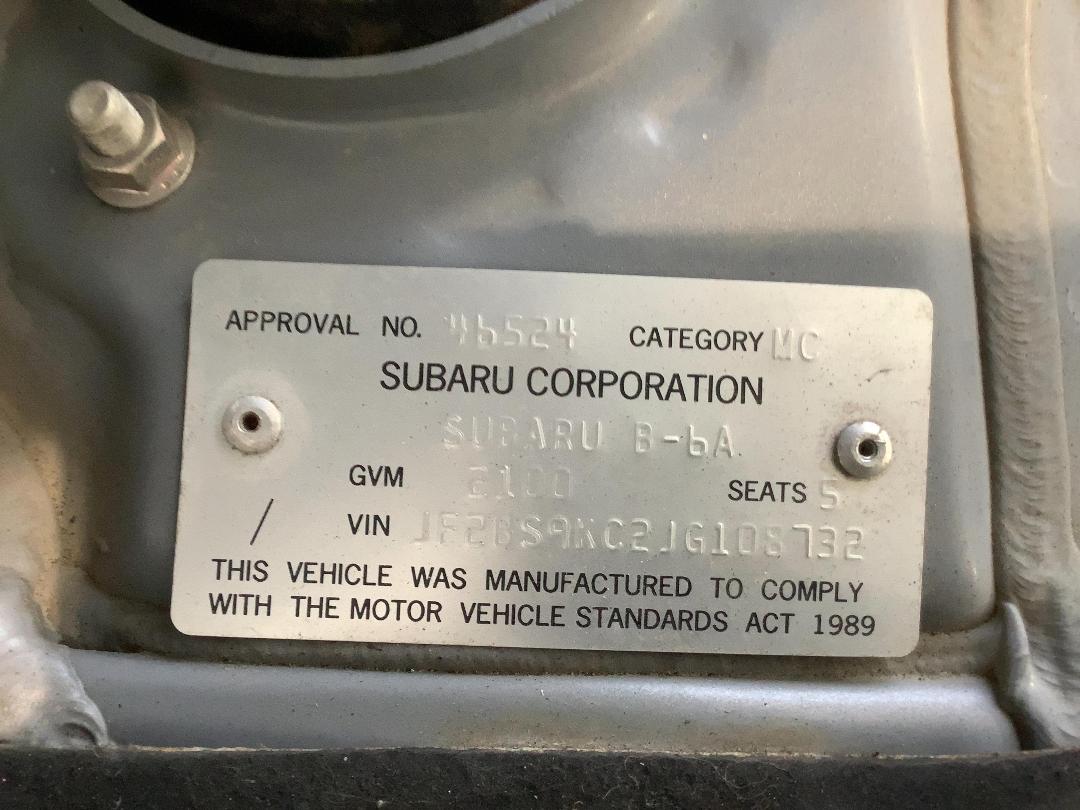 APPROVAL NO. 46524 CATEGORY MC
SUBARU CORPORATION
SUBARU B-6A
GVM 2100 SEATS 5
/ VIN JF2BS9KC2JG108732
THIS VEHICLE WAS MANUFACTURED TO COMPLY
WITH THE MOTOR VEHICLE STANDARDS ACT 1989